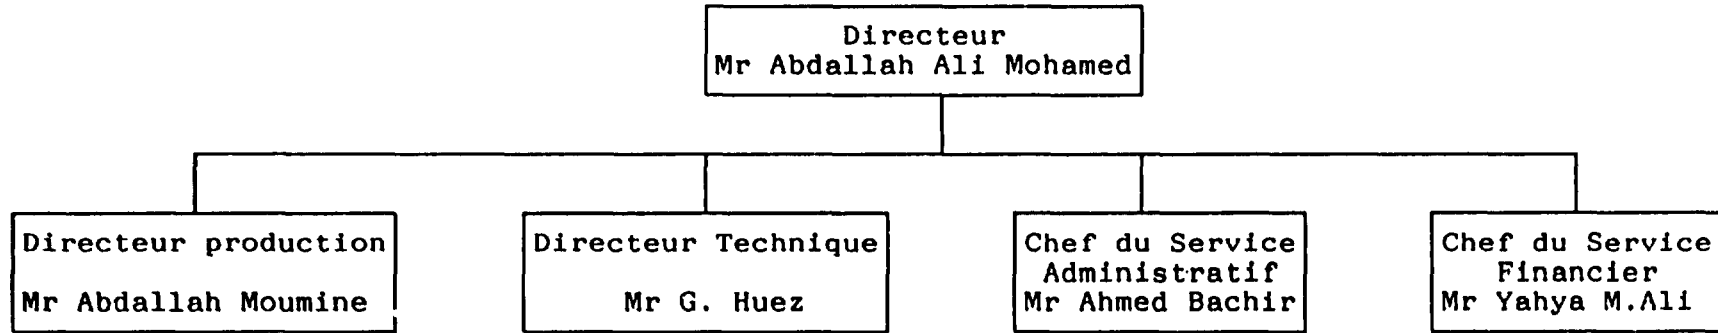 Directeur
Mr Abdallah Ali Mohamed
Directeur production
Mr Abdallah Moumine
Directeur Technique
Mr G. Huez
Chef du Service
Administratif
Mr Ahmed Bachir
Chef du Service
Financier
Mr Yahya M.Ali